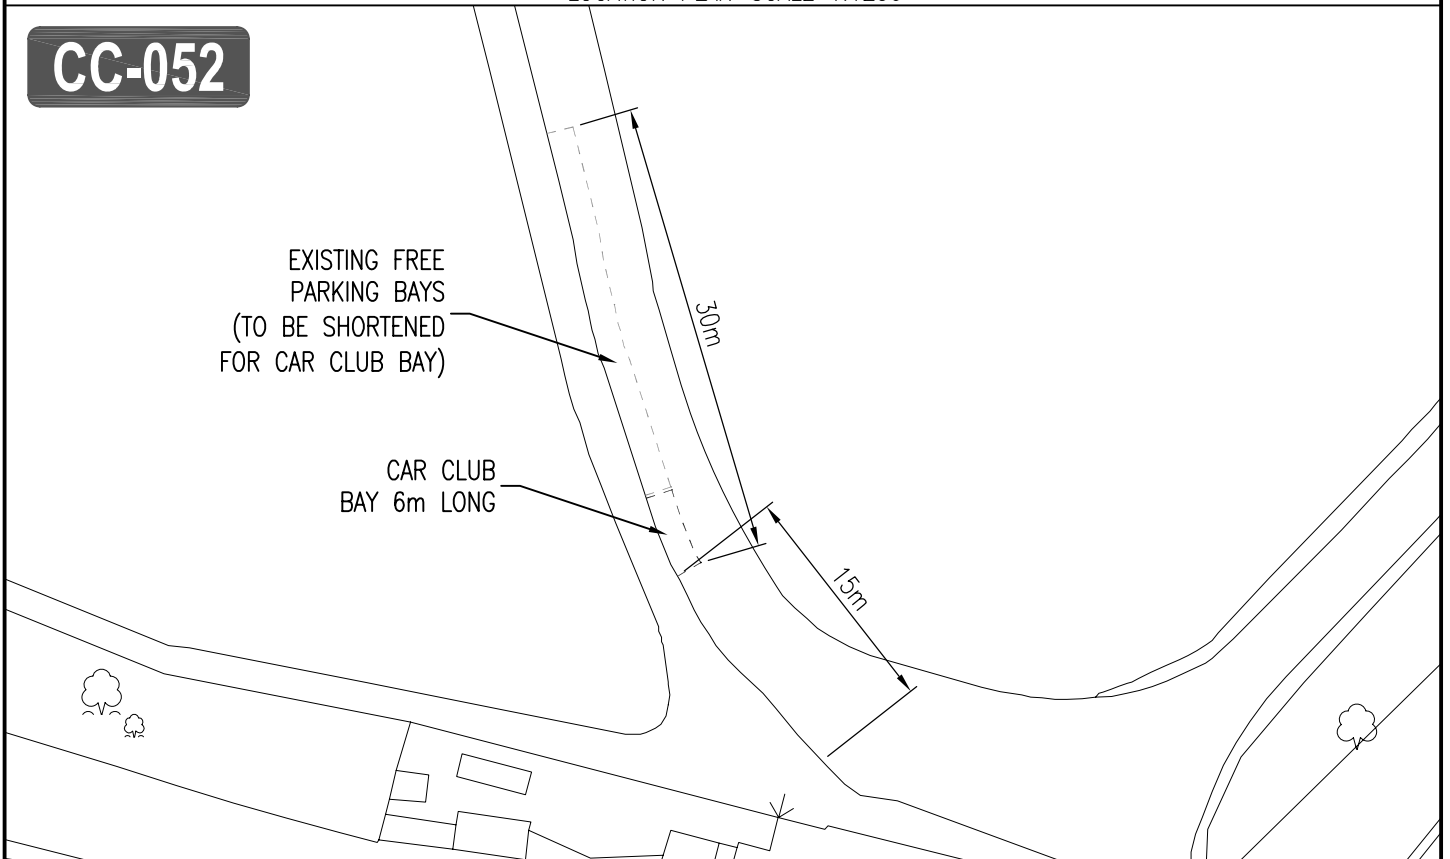 CC-052
EXISTING FREE
PARKING BAYS
(TO BE SHORTENED
FOR CAR CLUB BAY)
30m
CAR CLUB
BAY 6m LONG
15m